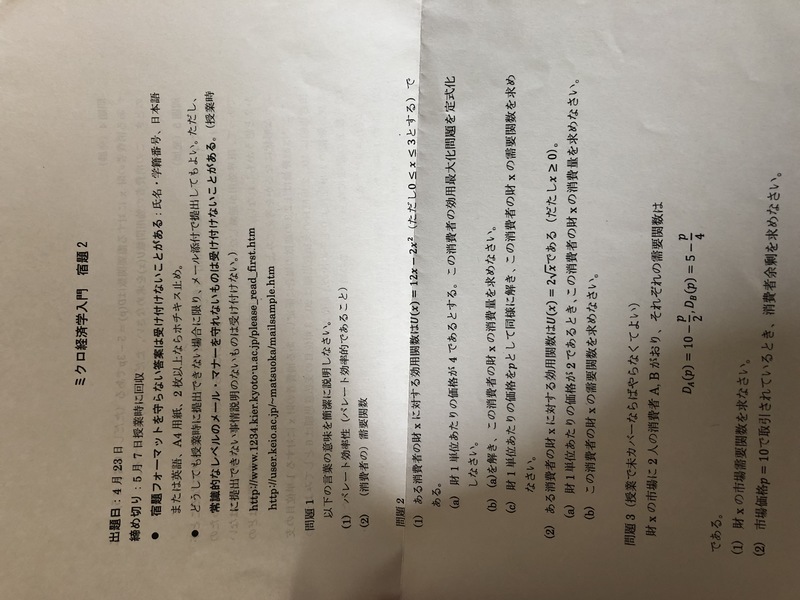 ミクロ経済学入門　宿題2
出題日：4月23日
締め切り：5月7日授業時に回収
● 宿題フォーマットを守らない答案は受け付けないことがある：氏名・学籍番号、日本語
または英語、A4用紙、2枚以上ならホチキス止め。
● どうしても授業時に提出できない場合に限り、メール添付で提出してもよい。ただし、
常識的なレベルのメール・マナーを守れないものは受け付けないことがある。（授業時
に提出できない事情説明のないものは受け付けない。）
http://www.1234.kier.kyoto-u.ac.jp/please_read_first.htm
http://user.keio.ac.jp/~matsuoka/mailsample.htm
問題1
以下の言葉の意味を簡潔に説明しなさい。
(1) パレート効率性（パレート効率的であること）
(2) （消費者の）需要関数
問題2
(1) ある消費者の財xに対する効用関数はU(x) = 12x − 2x²（ただし0 ≤ x ≤ 3とする）で
ある。
(a) 財1単位あたりの価格が4であるとする。この消費者の効用最大化問題を定式化
しなさい。
(b) (a)を解き、この消費者の財xの消費量を求めなさい。
(c) 財1単位あたりの価格をpとして同様に解き、この消費者の財xの需要関数を求め
なさい。
(2) ある消費者の財xに対する効用関数はU(x) = 2√xである（だたしx ≥ 0）。
(a) 財1単位あたりの価格が2であるとき、この消費者の財xの消費量を求めなさい。
(b) この消費者の財xの需要関数を求めなさい。
問題3（授業で未カバーならばやらなくてよい）
財xの市場に2人の消費者A, Bがおり、それぞれの需要関数は
D_A(p) = 10 − p/2, D_B(p) = 5 − p/4
である。
(1) 財xの市場需要関数を求なさい。
(2) 市場価格p = 10で取引されているとき、消費者余剰を求めなさい。